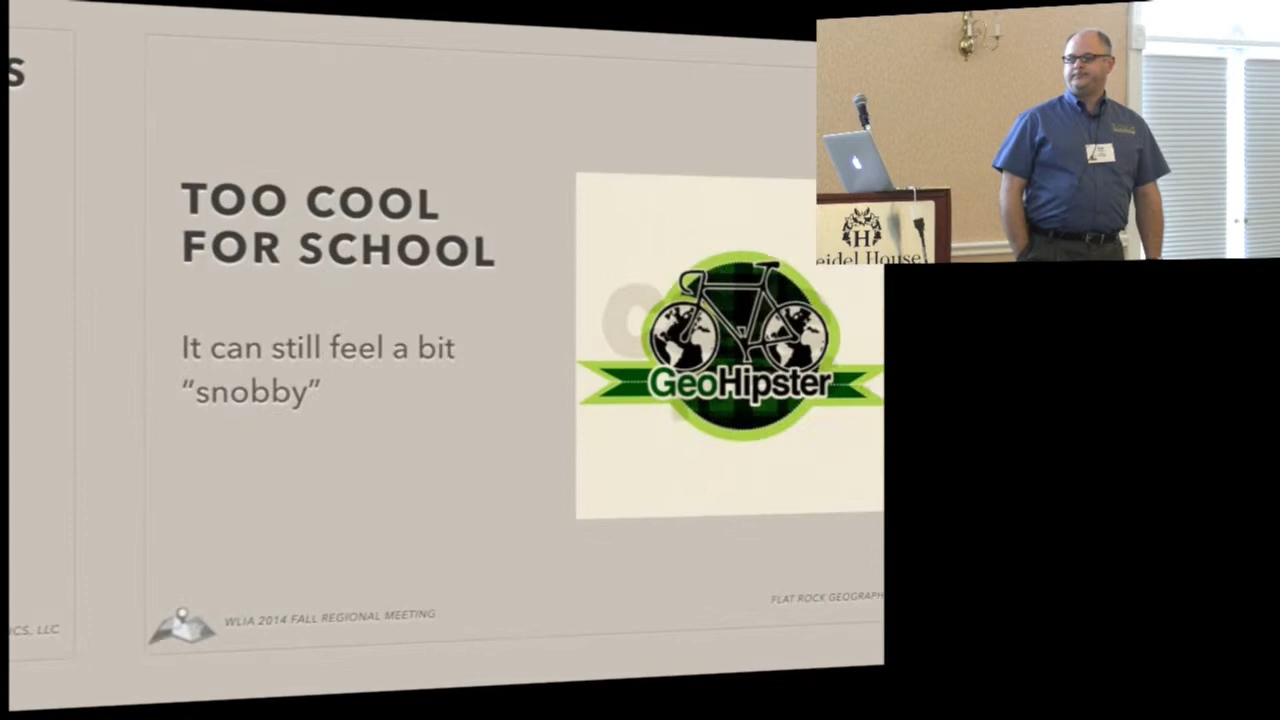 S
TOO COOL
FOR SCHOOL
It can still feel a bit
“snobby”
GeoHipster
ICS, LLC
WLIA 2014 FALL REGIONAL MEETING
FLAT ROCK GEOGRAPH
H
eidel House